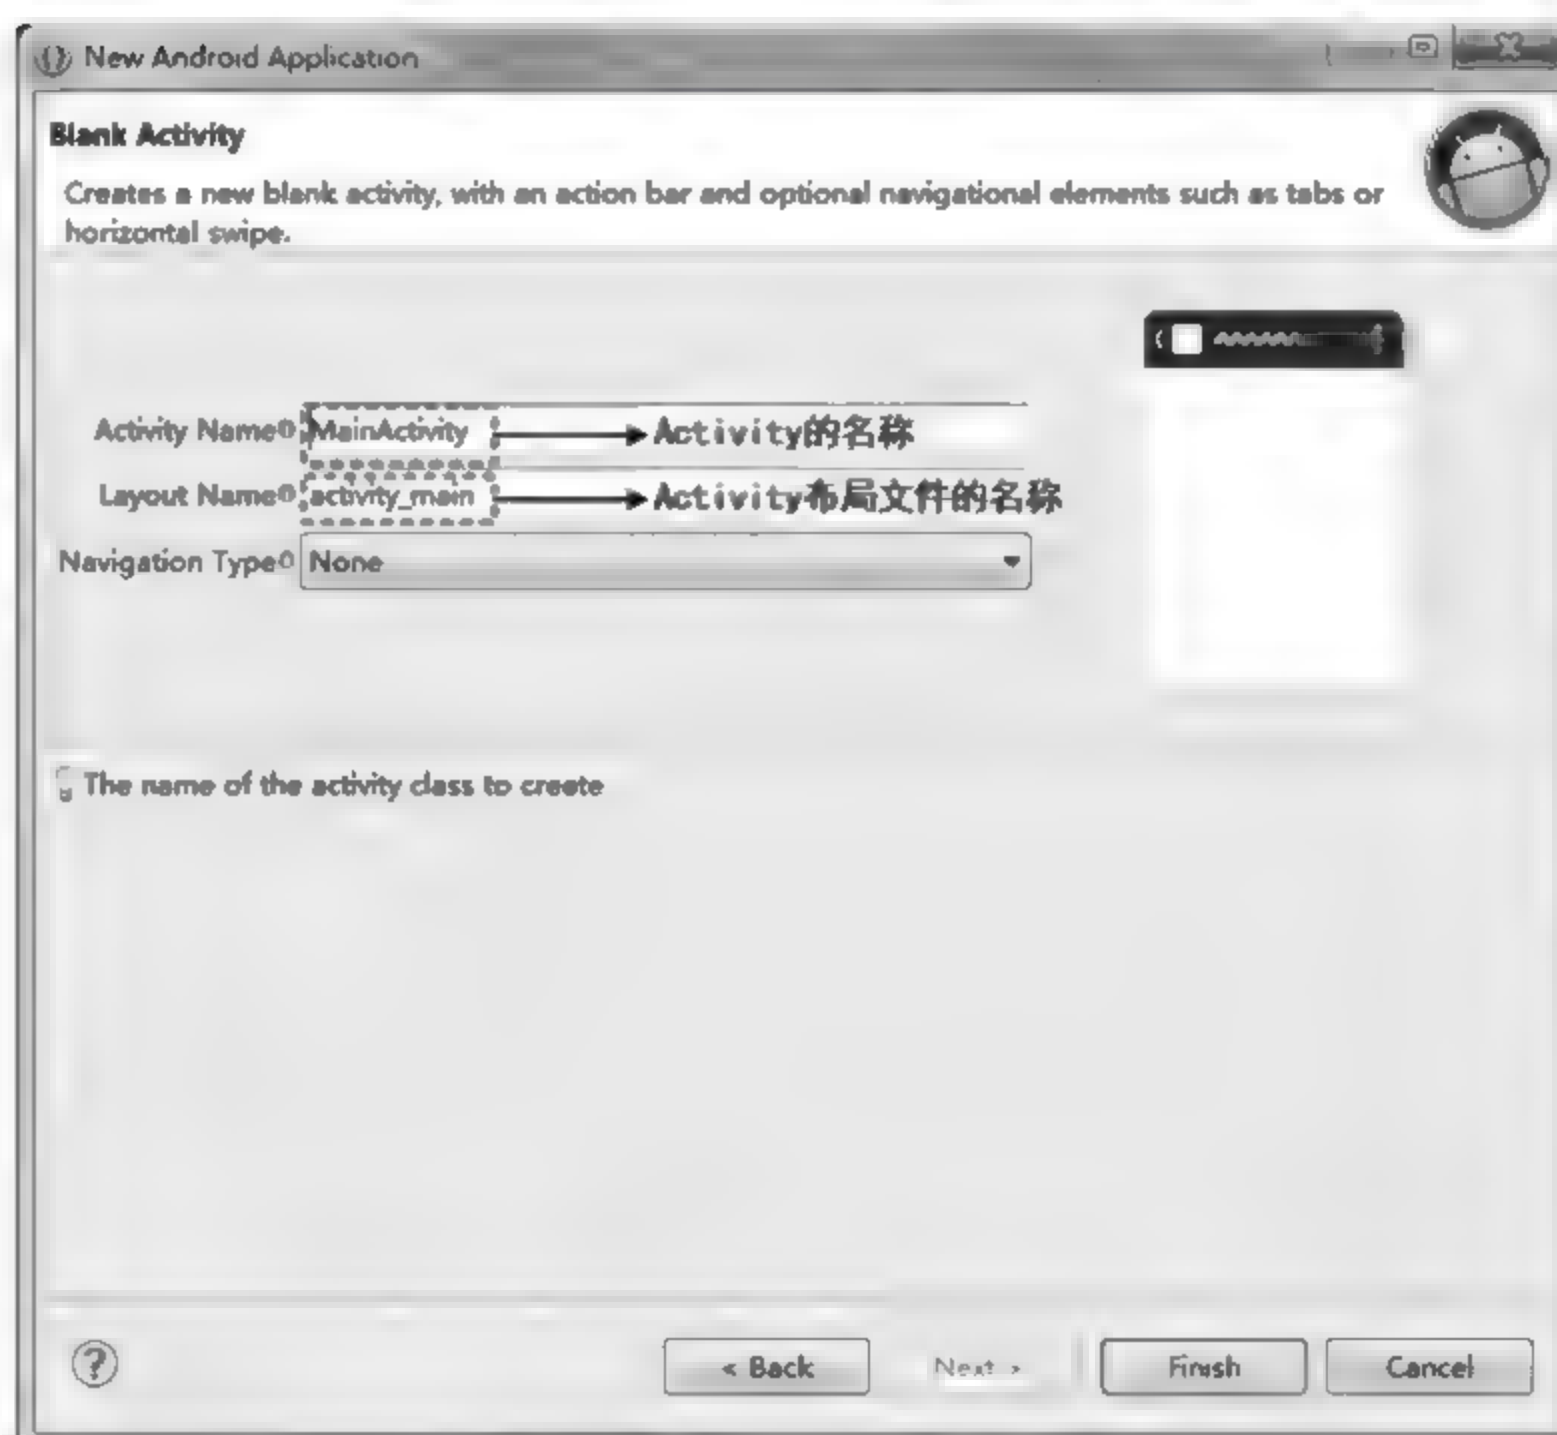 New Android Application
Blank Activity
Creates a new blank activity, with an action bar and optional navigational elements such as tabs or
horizontal swipe.
Activity Name MainActivity Activity的名称
Layout Name activity_main Activity布局文件的名称
Navigation Type None
The name of the activity class to create
? < Back Next > Finish Cancel